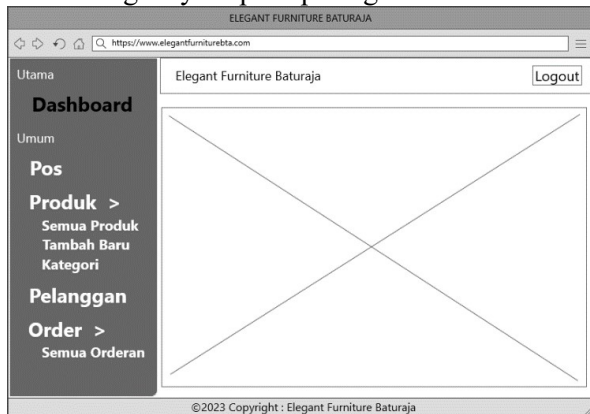 ELEGANT FURNITURE BATURAJA
https://www.elegantfurniturebta.com
Utama
Dashboard
Umum
Pos
Produk >
Semua Produk
Tambah Baru
Kategori
Pelanggan
Order >
Semua Orderan
Elegant Furniture Baturaja
Logout
©2023 Copyright : Elegant Furniture Baturaja